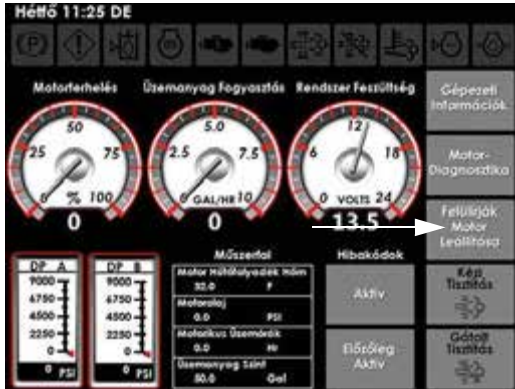 Hétfő 11:25 DE
Motorterhelés
Üzemanyag Fogyasztás
Rendszer Feszültség
0 25 50 75 100
%
0
0 2.5 5.0 7.5 10
GAL/HR
0
0 6 12 18 24
VOLTS
13.5
Gépezeti
Információk
Motor-
Diagnosztika
Felülírják
Motor
Leállítása
Kézi
Tisztítás
Gátolt
Tisztítás
DP A
9000
6750
4500
2250
0
0 PSI
DP B
9000
6750
4500
2250
0
0 PSI
Műszerfal
Motor Hűtőfolyadék Hőm
32.0 F
Motorolaj
0.0 PSI
Motorikus Üzemórák
0.0 Hr
Üzemanyag Szint
50.0 Gal
Hibakódok
Aktív
Előzőleg
Aktív